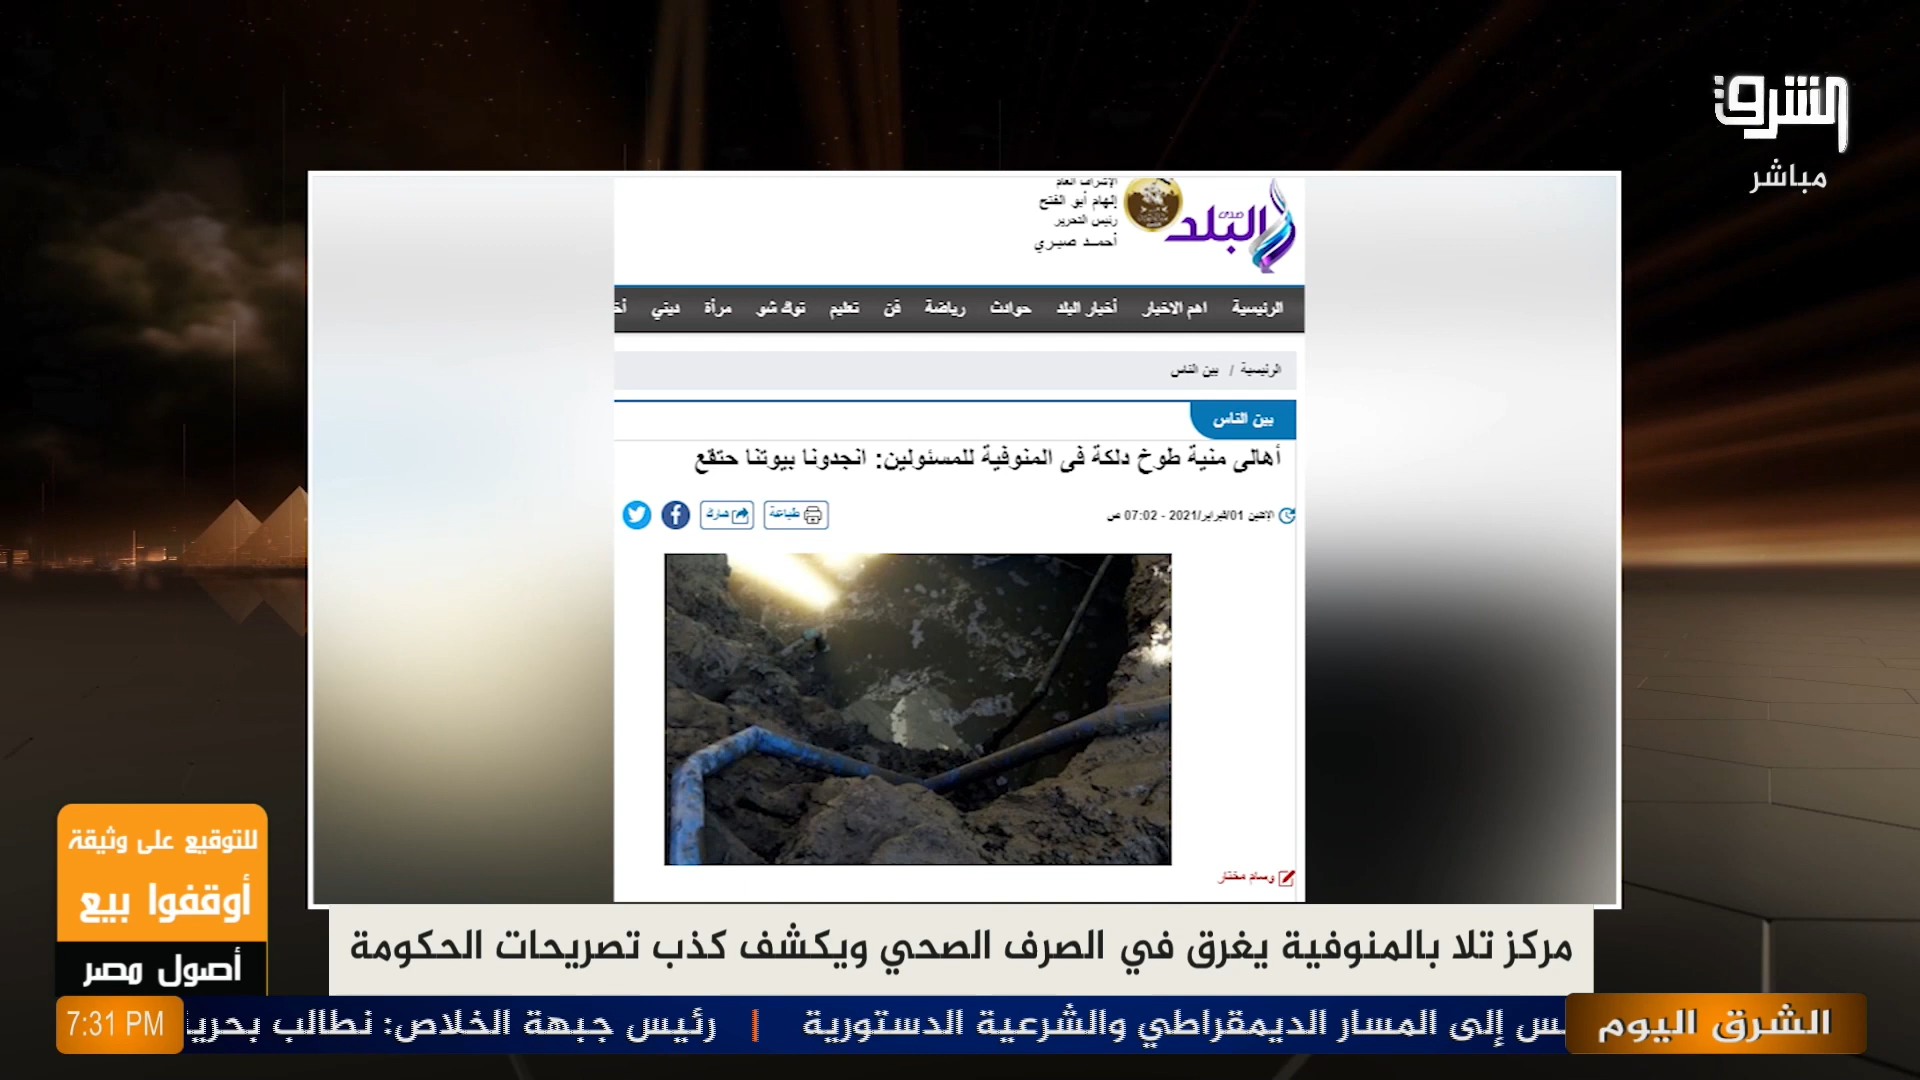 الشرق
مباشر
الإشراف العام
إلهام أبو الفتح
رئيس التحرير
أحمــد صبـري
صدى
البلد
الرئيسية
اهم الاخبار
أخبار البلد
حوادث
رياضة
فن
تعليم
توك شو
مرأة
ديني
الرئيسية / بين الناس
بين الناس
أهالى منية طوخ دلكة فى المنوفية للمسئولين: انجدونا بيوتنا حتقع
الإثنين 01/فبراير/2021 - 07:02 ص
طباعة
شارك
وسام مختار
للتوقيع على وثيقة
أوقفوا بيع
أصول مصر
مركز تلا بالمنوفية يغرق في الصرف الصحي ويكشف كذب تصريحات الحكومة
الشرق اليوم
إلى المسار الديمقراطي والشرعية الدستورية | رئيس جبهة الخلاص: نطالب
7:31 PM